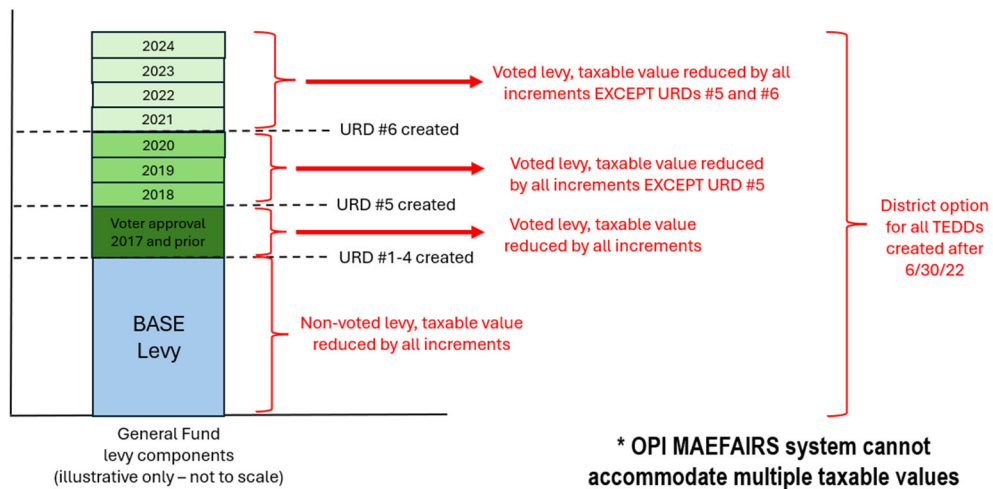 2024
2023
2022
2021
2020
2019
2018
Voter approval
2017 and prior
BASE
Levy
General Fund
levy components
(illustrative only – not to scale)
URD #6 created
URD #5 created
URD #1-4 created
Voted levy, taxable value reduced by all
increments EXCEPT URDs #5 and #6
Voted levy, taxable value reduced
by all increments EXCEPT URD #5
Voted levy, taxable value
reduced by all increments
Non-voted levy, taxable value
reduced by all increments
District option
for all TEDDs
created after
6/30/22
* OPI MAEFAIRS system cannot
accommodate multiple taxable values